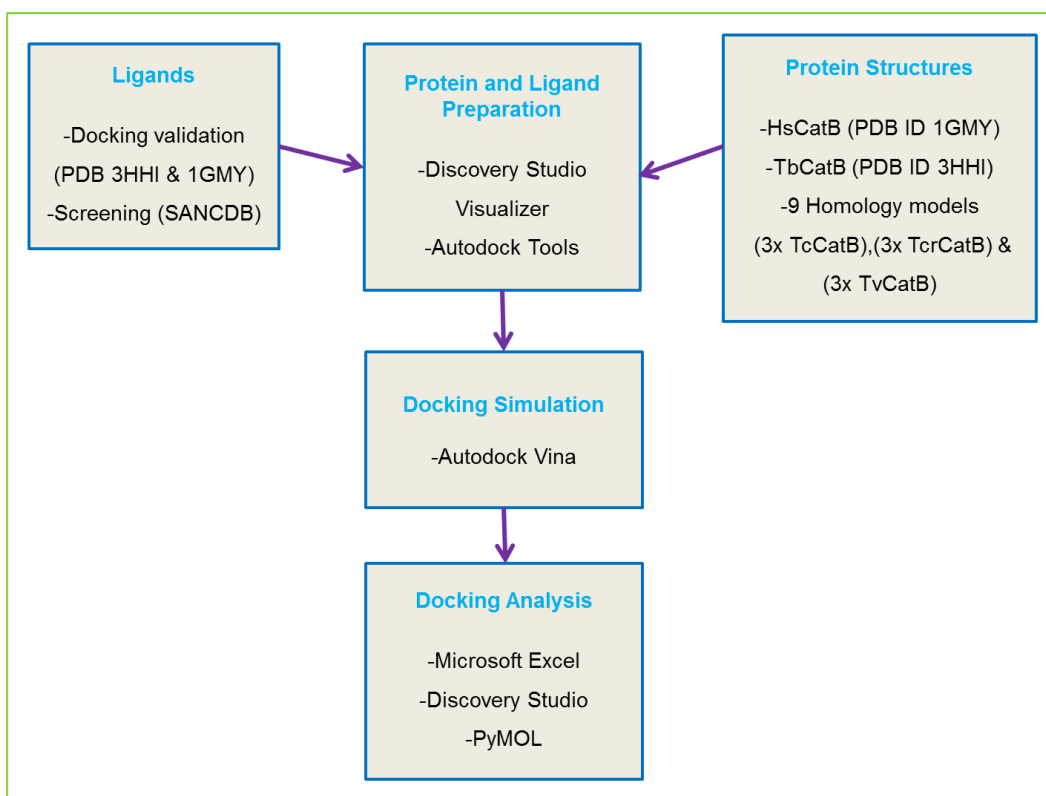 Ligands
-Docking validation
(PDB 3HHI & 1GMY)
-Screening (SANCDB)
Protein and Ligand
Preparation
-Discovery Studio
Visualizer
-Autodock Tools
Protein Structures
-HsCatB (PDB ID 1GMY)
-TbCatB (PDB ID 3HHI)
-9 Homology models
(3x TcCatB),(3x TcrCatB) &
(3x TvCatB)
Docking Simulation
-Autodock Vina
Docking Analysis
-Microsoft Excel
-Discovery Studio
-PyMOL